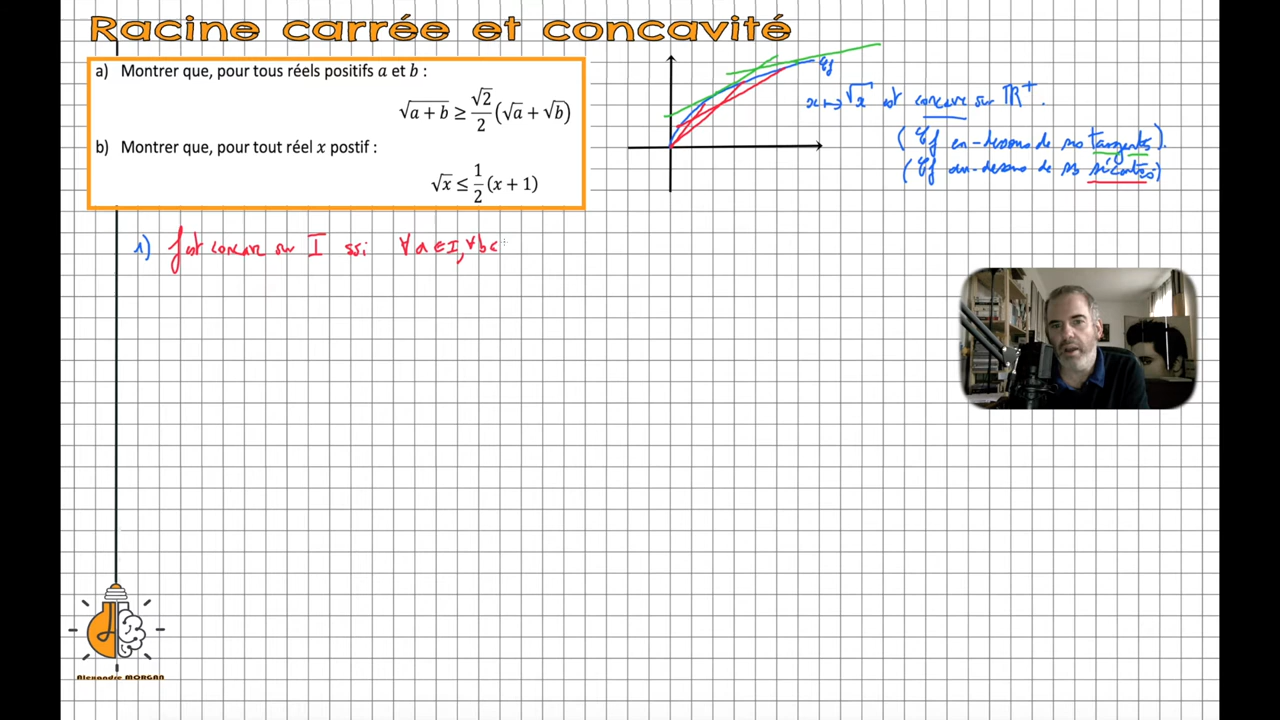 Racine carrée et concavité
a) Montrer que, pour tous réels positifs a et b :
√(a + b) ≥ √2/2 (√a + √b)
b) Montrer que, pour tout réel x postif :
√x ≤ 1/2 (x + 1)
𝒞f
x ↦ √x est concave sur ℝ⁺.
(𝒞f en-dessous de ses tangentes).
(𝒞f au-dessus de ses sécantes)
1) f est concave sur I ssi ∀a ∈ I, ∀b ∈
Alexandre MORGAN